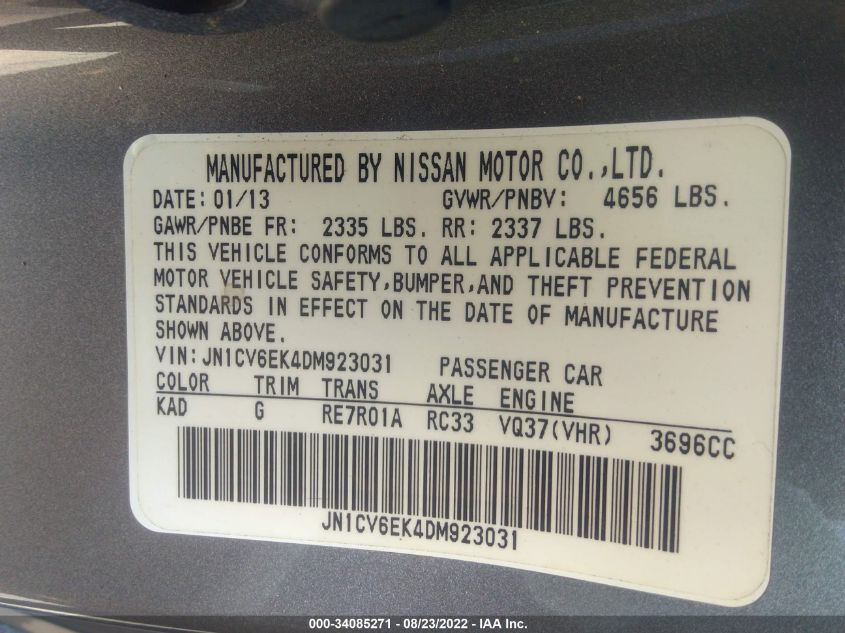 MANUFACTURED BY NISSAN MOTOR CO.,LTD.
DATE: 01/13 GVWR/PNBV: 4656 LBS.
GAWR/PNBE FR: 2335 LBS. RR: 2337 LBS.
THIS VEHICLE CONFORMS TO ALL APPLICABLE FEDERAL
MOTOR VEHICLE SAFETY,BUMPER,AND THEFT PREVENTION
STANDARDS IN EFFECT ON THE DATE OF MANUFACTURE
SHOWN ABOVE.
VIN: JN1CV6EK4DM923031 PASSENGER CAR
COLOR TRIM TRANS AXLE ENGINE
KAD G RE7R01A RC33 VQ37(VHR) 3696CC
JN1CV6EK4DM923031
000-34085271 - 08/23/2022 - IAA Inc.